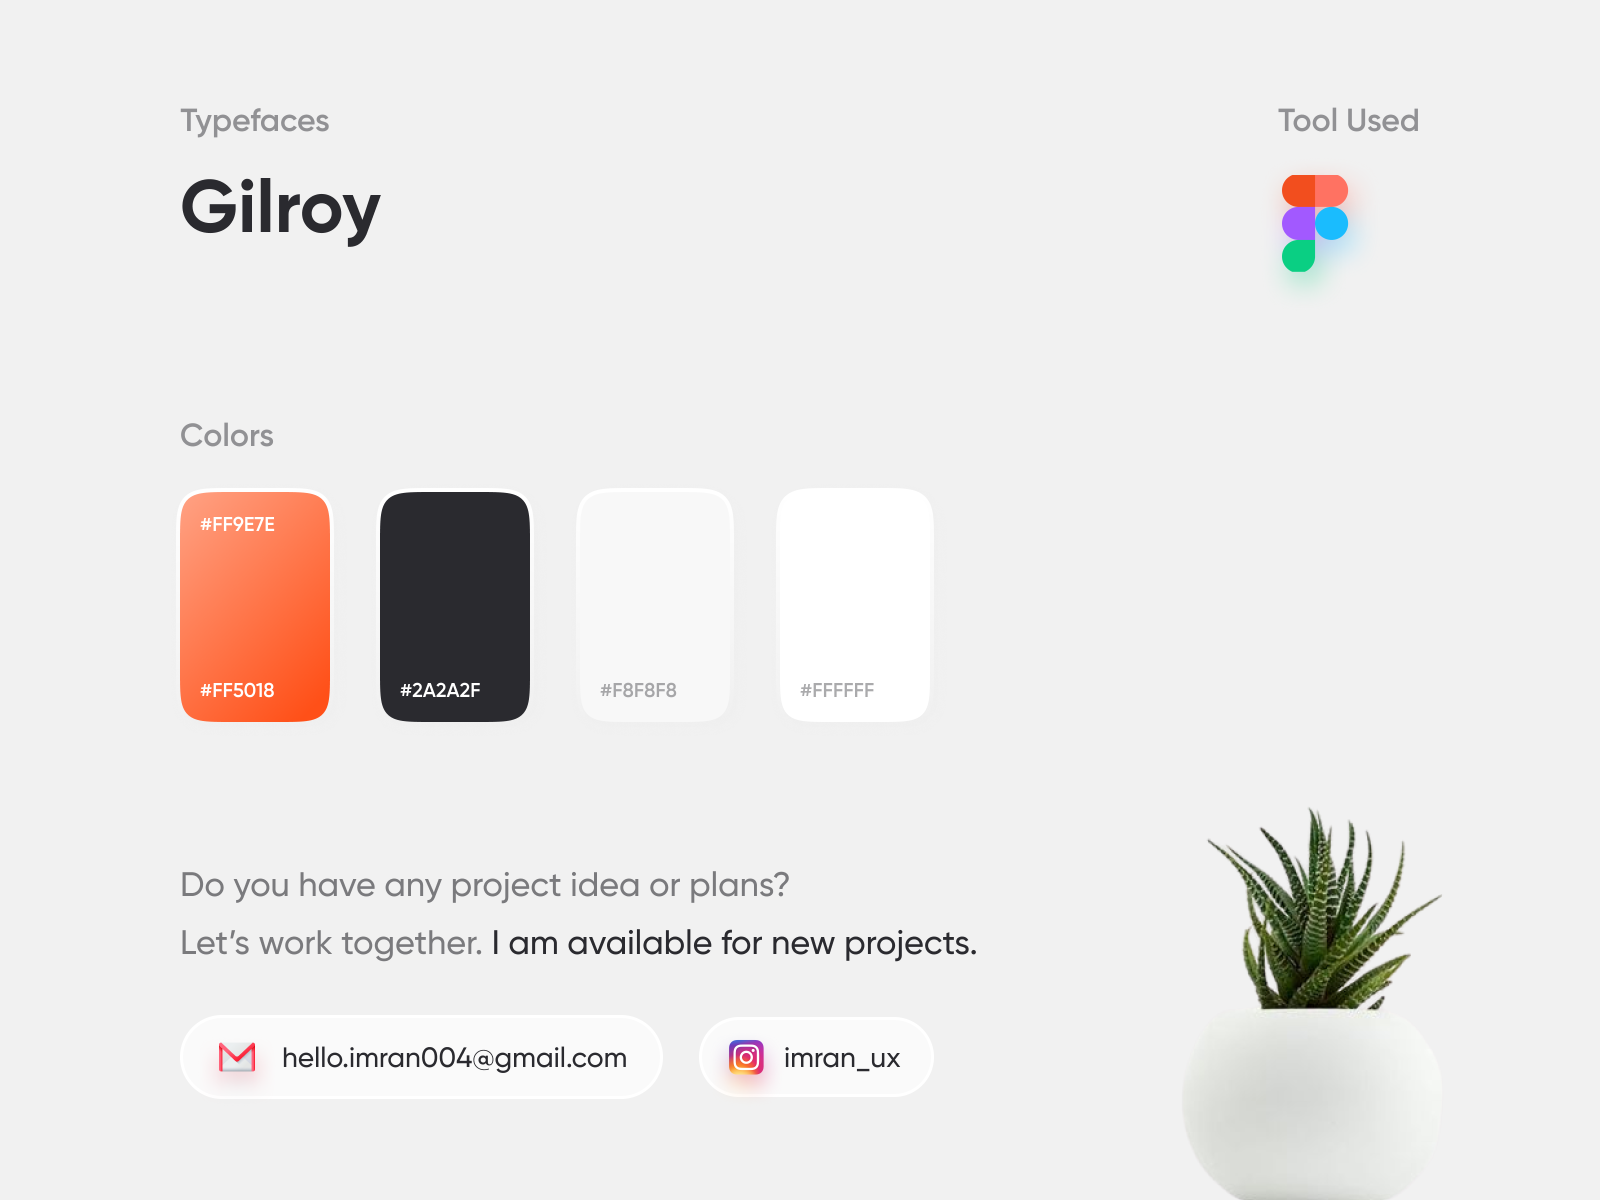 Typefaces
Gilroy
Tool Used
Colors
#FF9E7E
#FF5018
#2A2A2F
#F8F8F8
#FFFFFF
Do you have any project idea or plans?
Let’s work together. I am available for new projects.
hello.imran004@gmail.com
imran_ux